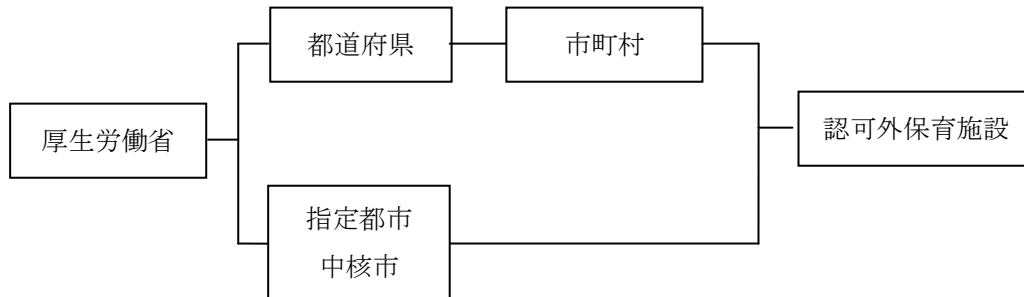 都道府県
市町村
厚生労働省
認可外保育施設
指定都市
中核市